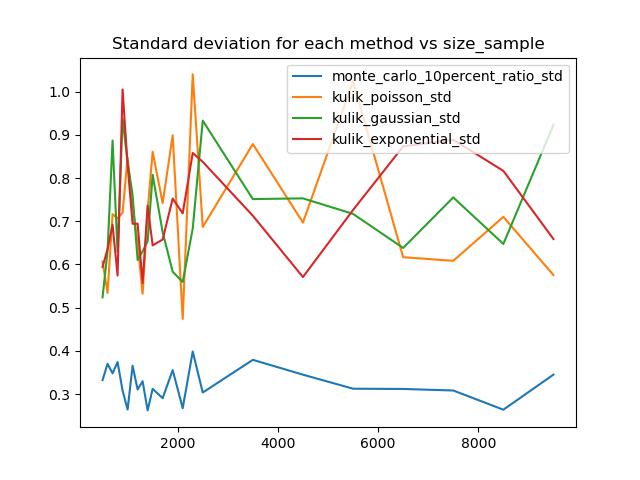 Standard deviation for each method vs size_sample
monte_carlo_10percent_ratio_std
kulik_poisson_std
kulik_gaussian_std
kulik_exponential_std
1.0
0.9
0.8
0.7
0.6
0.5
0.4
0.3
2000 4000 6000 8000